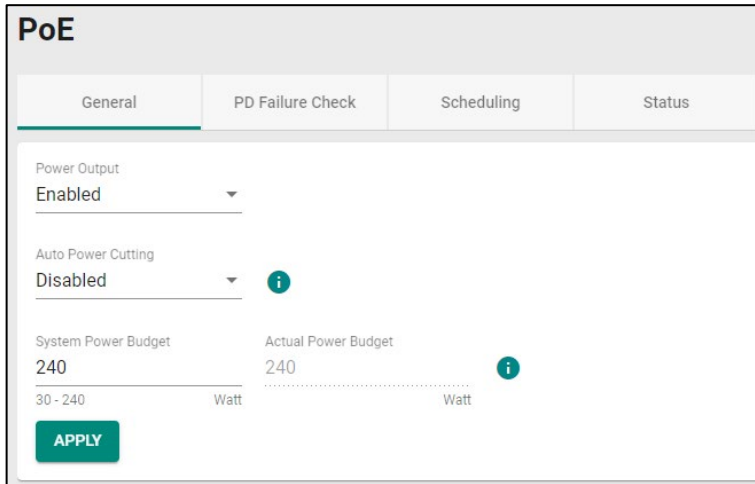 PoE
General PD Failure Check Scheduling Status
Power Output
Enabled
Auto Power Cutting
Disabled
System Power Budget Actual Power Budget
240 240
30 - 240 Watt Watt
APPLY